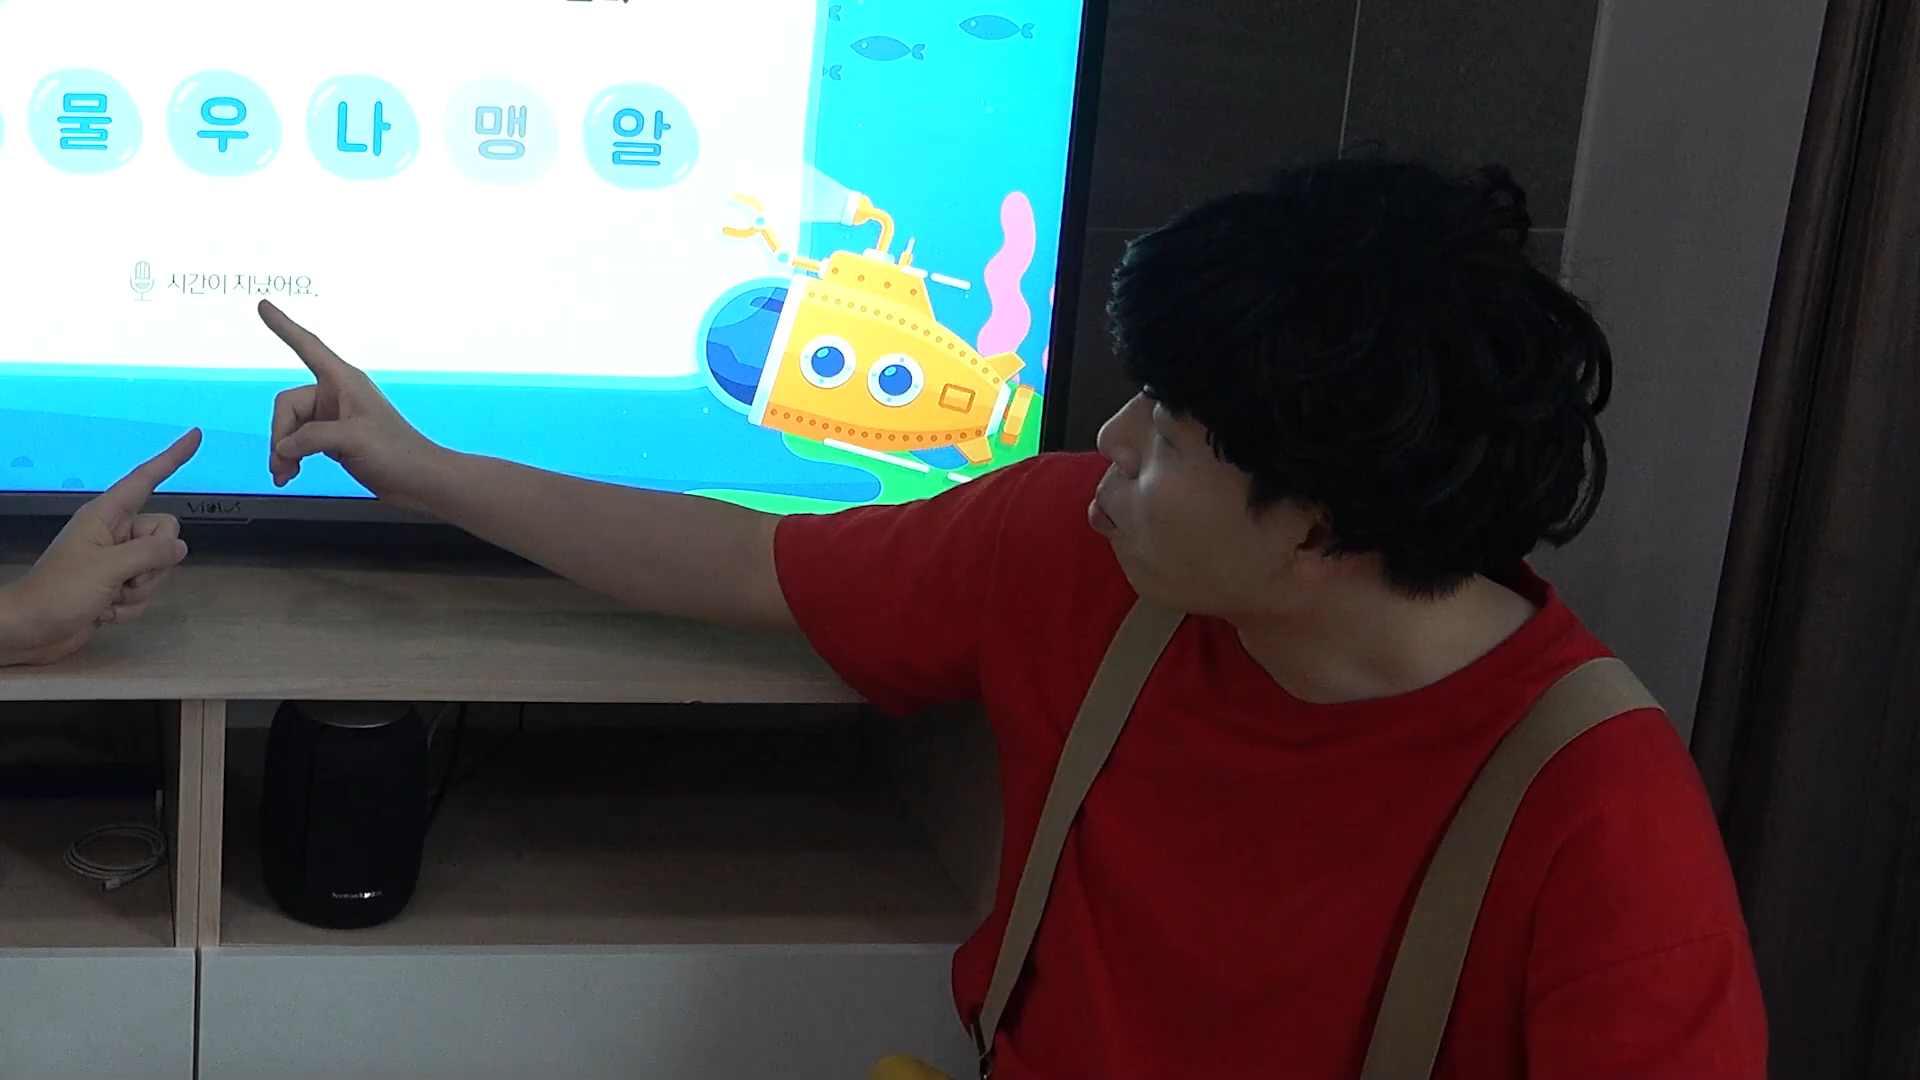 물 우 나 맹 알
시간이 지났어요.